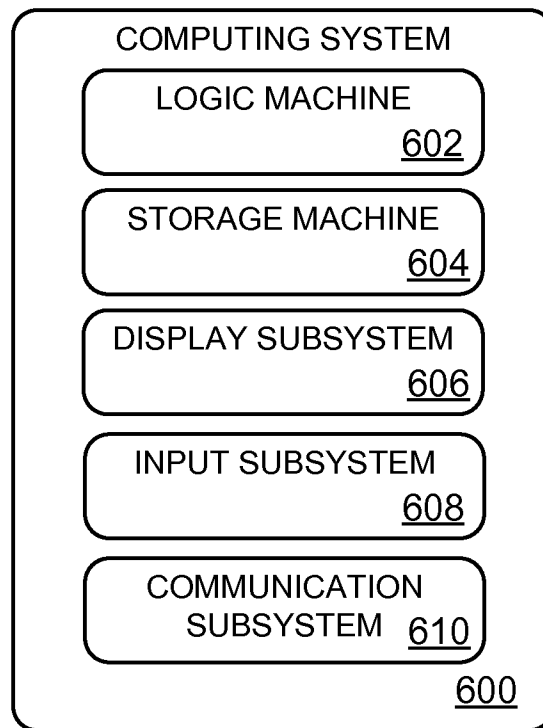 COMPUTING SYSTEM
LOGIC MACHINE
602
STORAGE MACHINE
604
DISPLAY SUBSYSTEM
606
INPUT SUBSYSTEM
608
COMMUNICATION
SUBSYSTEM 610
600